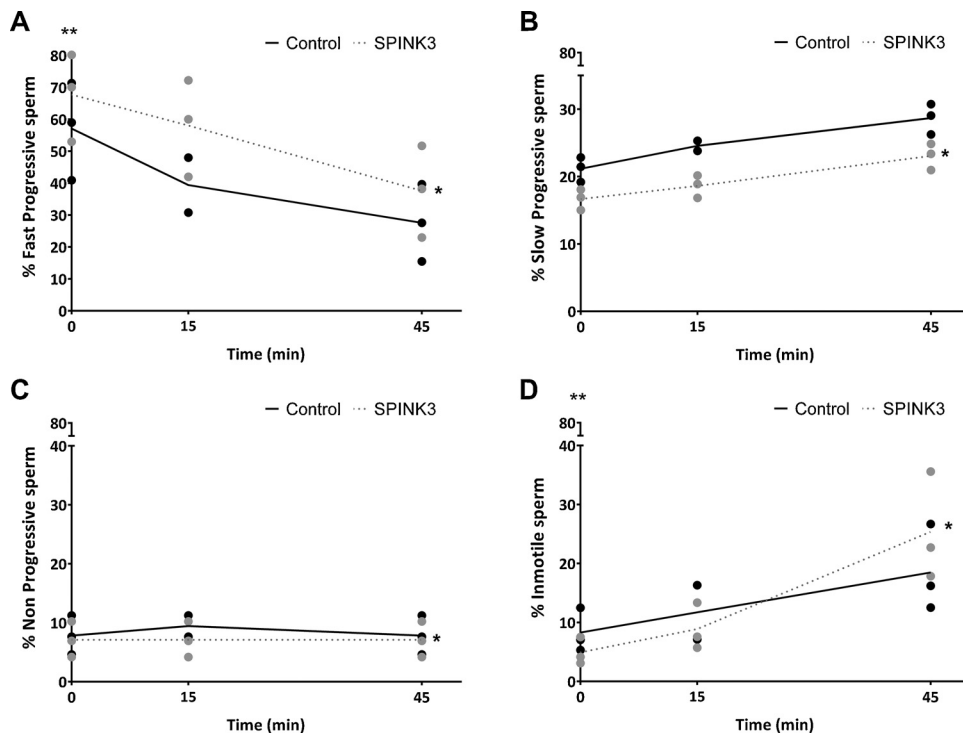 A
**
Control
SPINK3
% Fast Progressive sperm
80
70
60
50
40
30
20
10
0
*
0
15
45
Time (min)
B
Control
SPINK3
% Slow Progressive sperm
80
30
20
10
0
*
0
15
45
Time (min)
C
Control
SPINK3
% Non Progressive sperm
80
40
30
20
10
0
*
0
15
45
Time (min)
D
**
Control
SPINK3
% Inmotile sperm
80
40
30
20
10
0
*
0
15
45
Time (min)